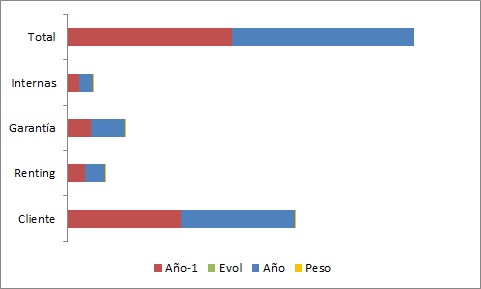 Total
Internas
Garantía
Renting
Cliente
Año-1 Evol Año Peso